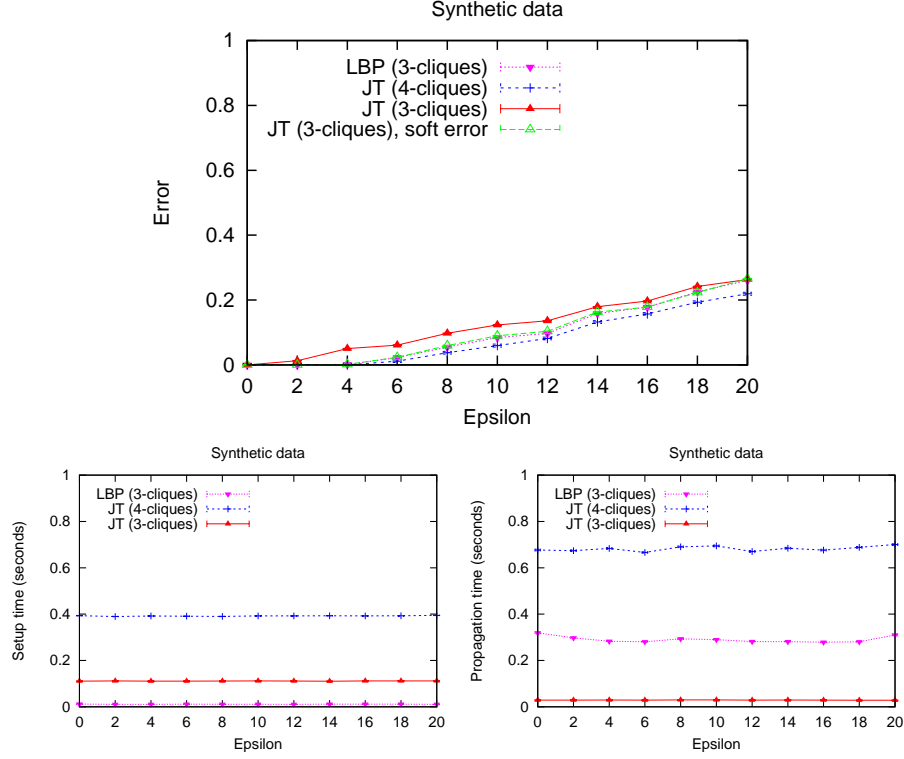 Synthetic data
1
0.8
0.6
0.4
0.2
0
Error
LBP (3-cliques)
JT (4-cliques)
JT (3-cliques)
JT (3-cliques), soft error
0 2 4 6 8 10 12 14 16 18 20
Epsilon
Synthetic data
1
0.8
0.6
0.4
0.2
0
Setup time (seconds)
LBP (3-cliques)
JT (4-cliques)
JT (3-cliques)
0 2 4 6 8 10 12 14 16 18 20
Epsilon
Synthetic data
1
0.8
0.6
0.4
0.2
0
Propagation time (seconds)
LBP (3-cliques)
JT (4-cliques)
JT (3-cliques)
0 2 4 6 8 10 12 14 16 18 20
Epsilon